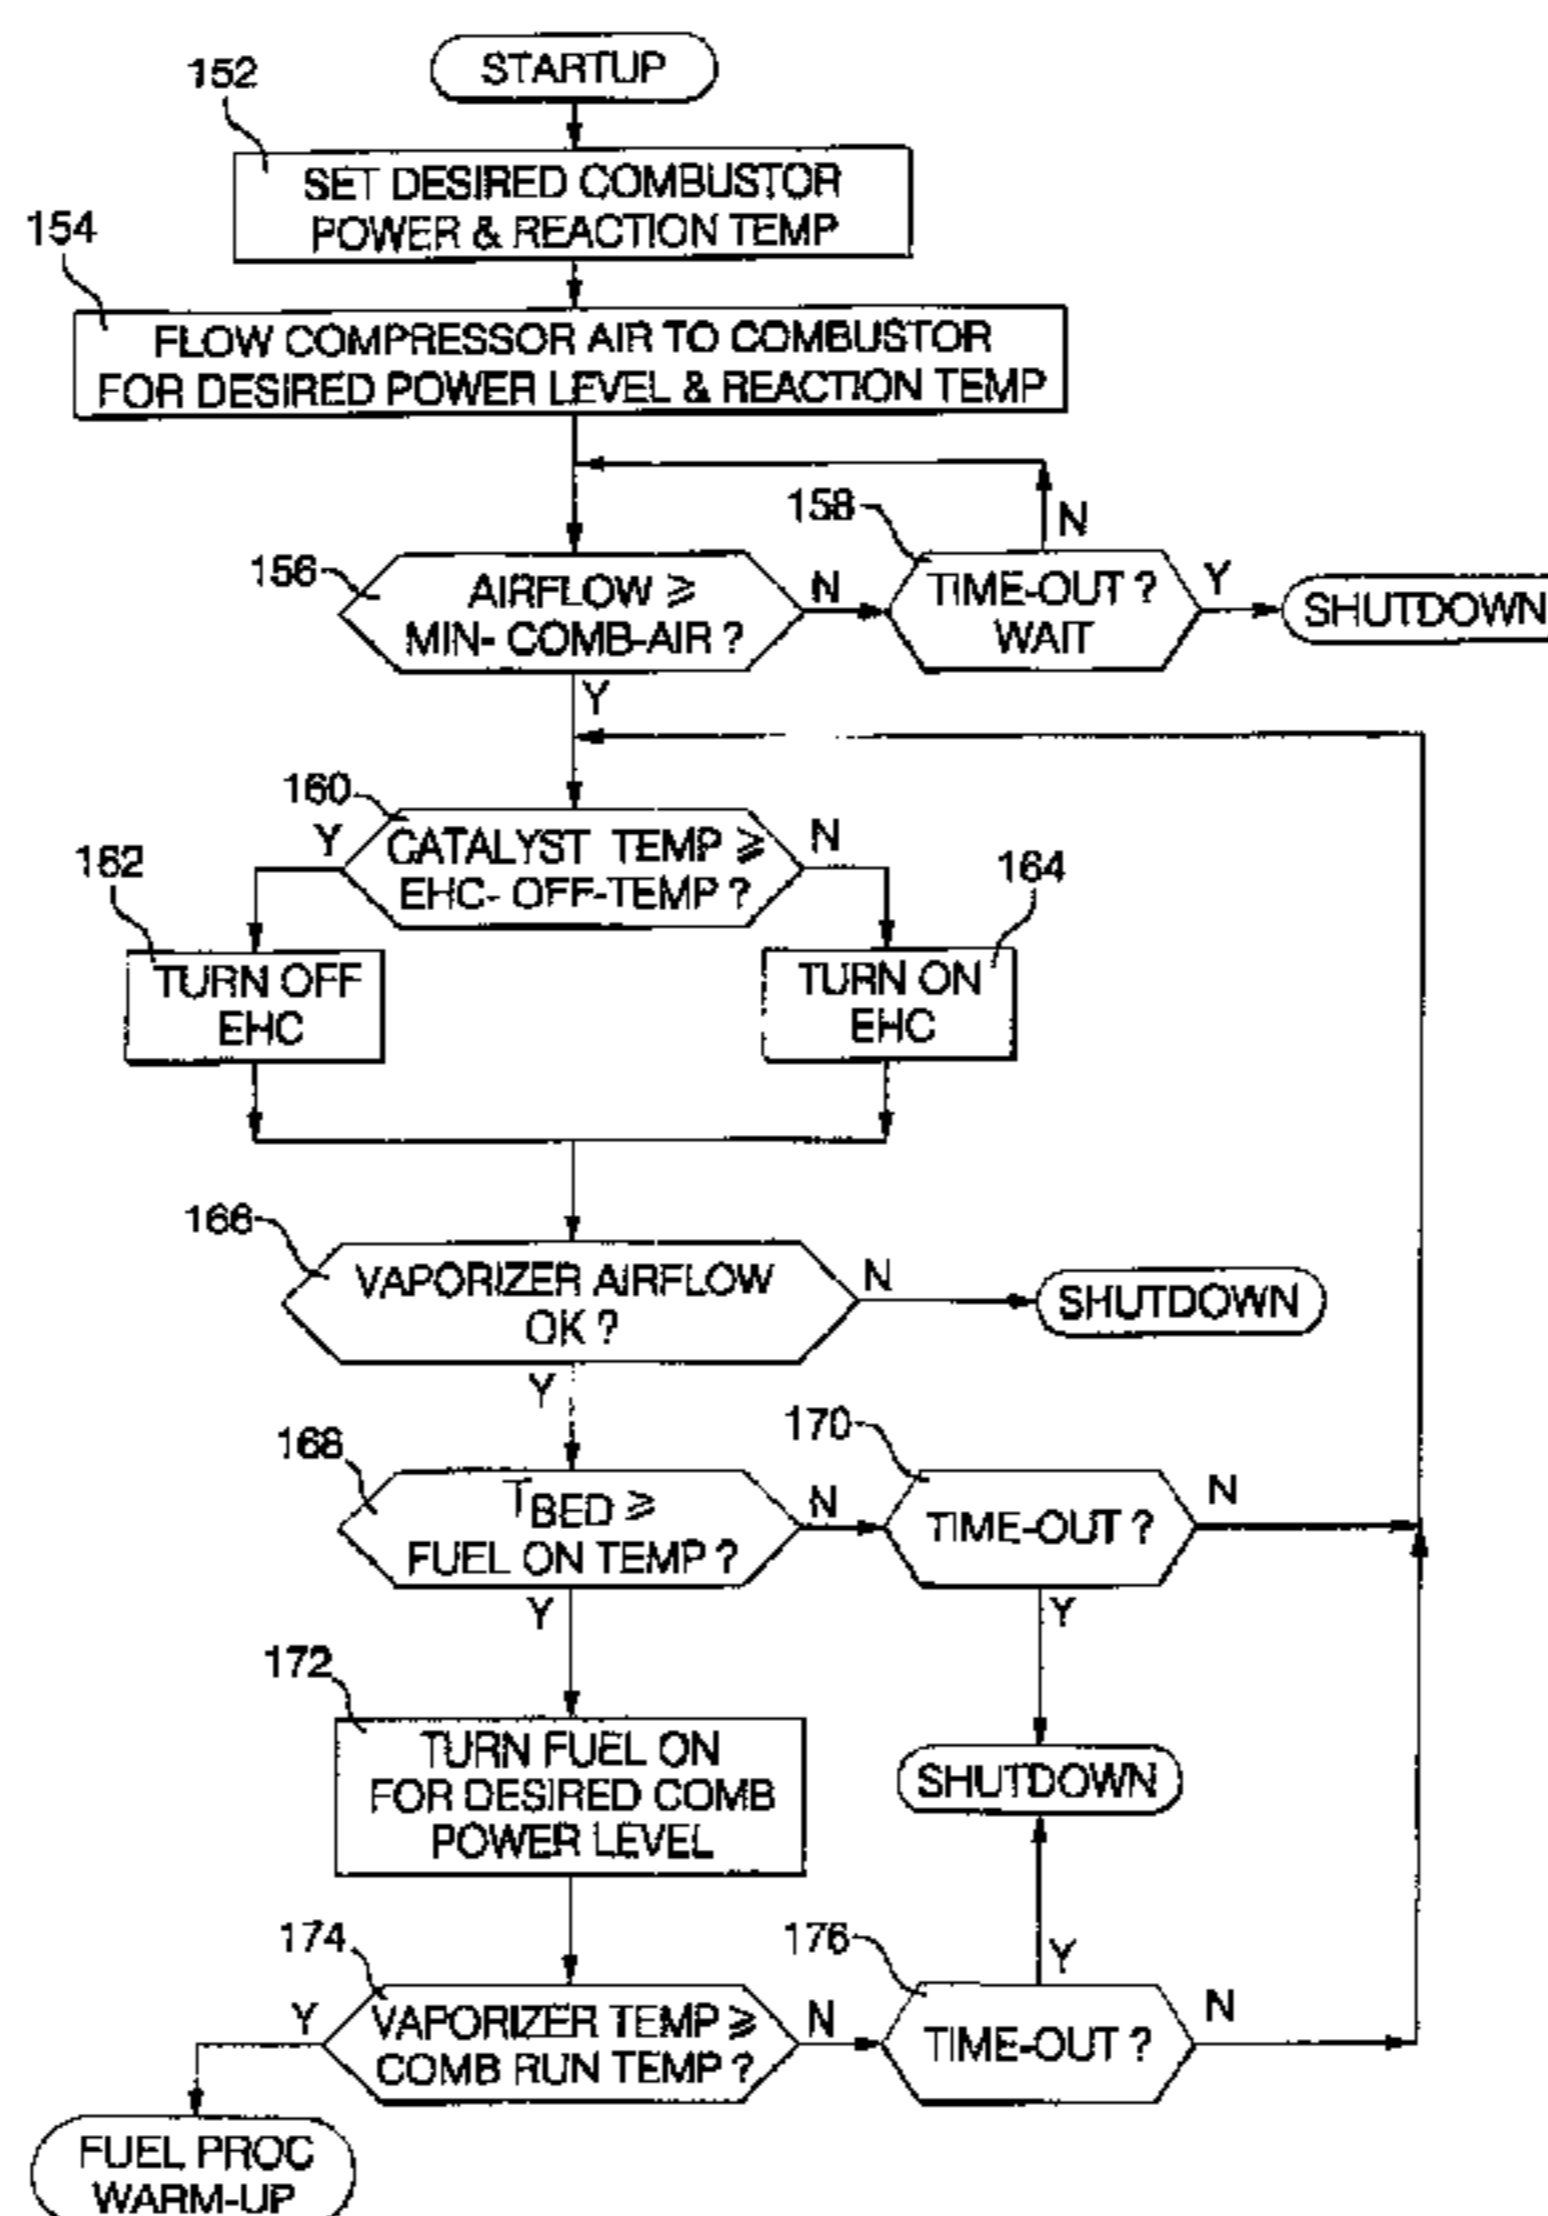 STARTUP
152
SET DESIRED COMBUSTOR
POWER & REACTION TEMP
154
FLOW COMPRESSOR AIR TO COMBUSTOR
FOR DESIRED POWER LEVEL & REACTION TEMP
156
AIRFLOW ≥
MIN- COMB-AIR ?
N
158
TIME-OUT ?
WAIT
N
Y
SHUTDOWN
Y
160
CATALYST TEMP ≥
EHC- OFF-TEMP ?
Y
N
162
TURN OFF
EHC
164
TURN ON
EHC
166
VAPORIZER AIRFLOW
OK ?
N
SHUTDOWN
Y
168
TBED ≥
FUEL ON TEMP ?
N
170
TIME-OUT ?
N
Y
Y
172
TURN FUEL ON
FOR DESIRED COMB
POWER LEVEL
SHUTDOWN
174
VAPORIZER TEMP ≥
COMB RUN TEMP ?
Y
N
176
TIME-OUT ?
Y
N
FUEL PROC
WARM-UP